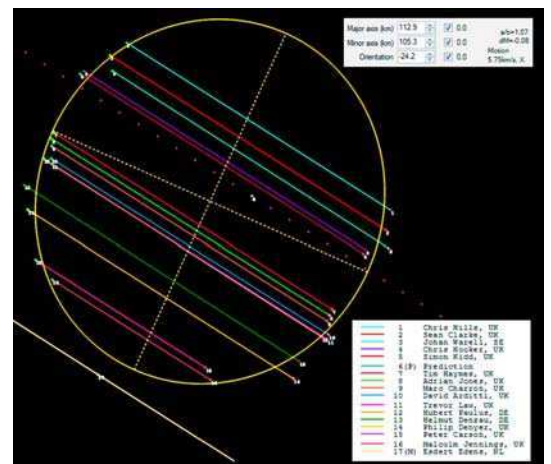 Major axis (km) 112.9 0.0
Minor axis (km) 105.3 0.0
Orientation -24.2 0.0
a/b=1.07
Motion
5.75km/s, X
1 Chris Mills, UK
2 Sean Clarke, UK
3 Johan Warell, SE
4 Chris Hooker, UK
5 Simon Kidd, UK
6(P) Prediction
7 Tim Haymes, UK
8 Adrian Jones, UK
9 Marc Charron, UK
10 David Arditti, UK
11 Trevor Law, UK
12 Hubert Paulus, DE
13 Helmut Denzau, DE
14 Philip Denyer, UK
15 Peter Carson, UK
16 Malcolm Jennings, UK
17(M) Eadert Edens, NL